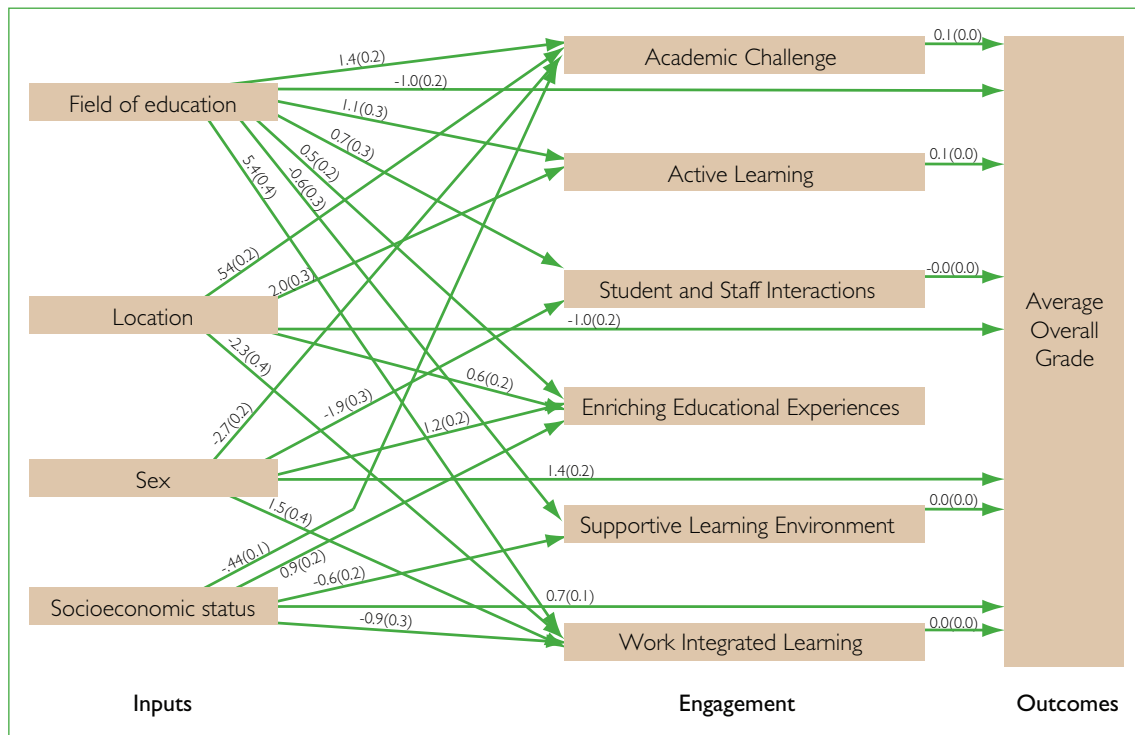 0.1(0.0)
Academic Challenge
1.4(0.2)
-1.0(0.2)
Field of education
1.1(0.3)
0.7(0.3)
0.5(0.2)
-0.6(0.3)
5.4(0.4)
0.1(0.0)
Active Learning
.54(0.2)
2.0(0.3)
-0.0(0.0)
Student and Staff Interactions
Location
-1.0(0.2)
Average
Overall
Grade
-2.3(0.4)
0.6(0.2)
-2.7(0.2)
-1.9(0.3)
1.2(0.2)
Enriching Educational Experiences
Sex
1.4(0.2)
1.5(0.4)
0.0(0.0)
Supportive Learning Environment
-.44(0.1)
0.9(0.2)
-0.6(0.2)
Socioeconomic status
0.7(0.1)
-0.9(0.3)
0.0(0.0)
Work Integrated Learning
Inputs
Engagement
Outcomes